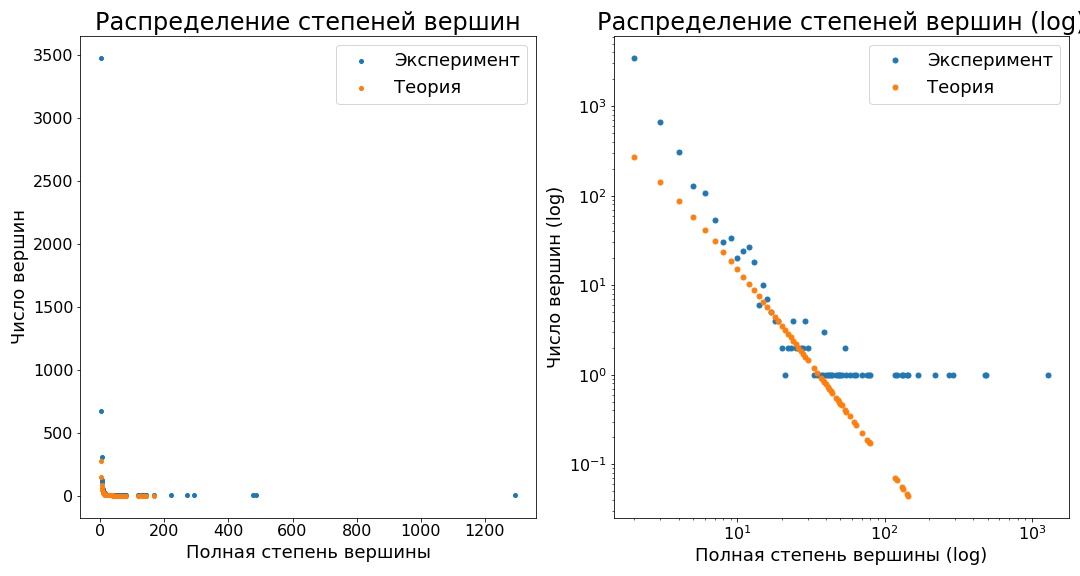 Распределение степеней вершин
Число вершин
3500
3000
2500
2000
1500
1000
500
0
Эксперимент
Теория
0 200 400 600 800 1000 1200
Полная степень вершины
Распределение степеней вершин (log)
Число вершин (log)
10³
10²
10¹
10⁰
10⁻¹
Эксперимент
Теория
10¹ 10² 10³
Полная степень вершины (log)